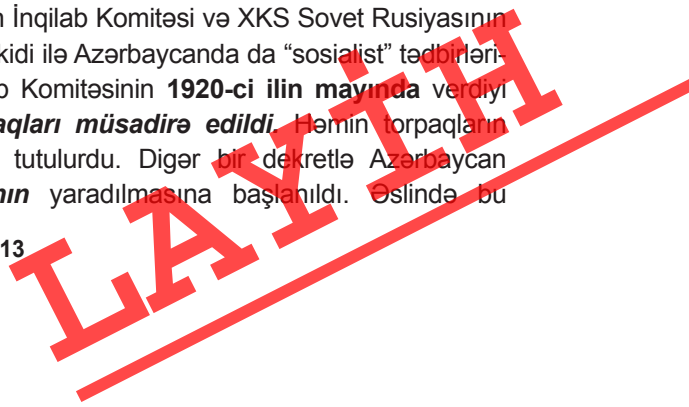 İnqilab Komitəsi və XKS Sovet Rusiyasının
kidi ilə Azərbaycanda da “sosialist” tədbirləri-
b Komitəsinin 1920-ci ilin mayında verdiyi
aqları müsadirə edildi. Həmin torpaqların
tutulurdu. Digər bir dekretlə Azərbaycan
nın yaradılmasına başlanıldı. Əslində bu
13
LAYİH